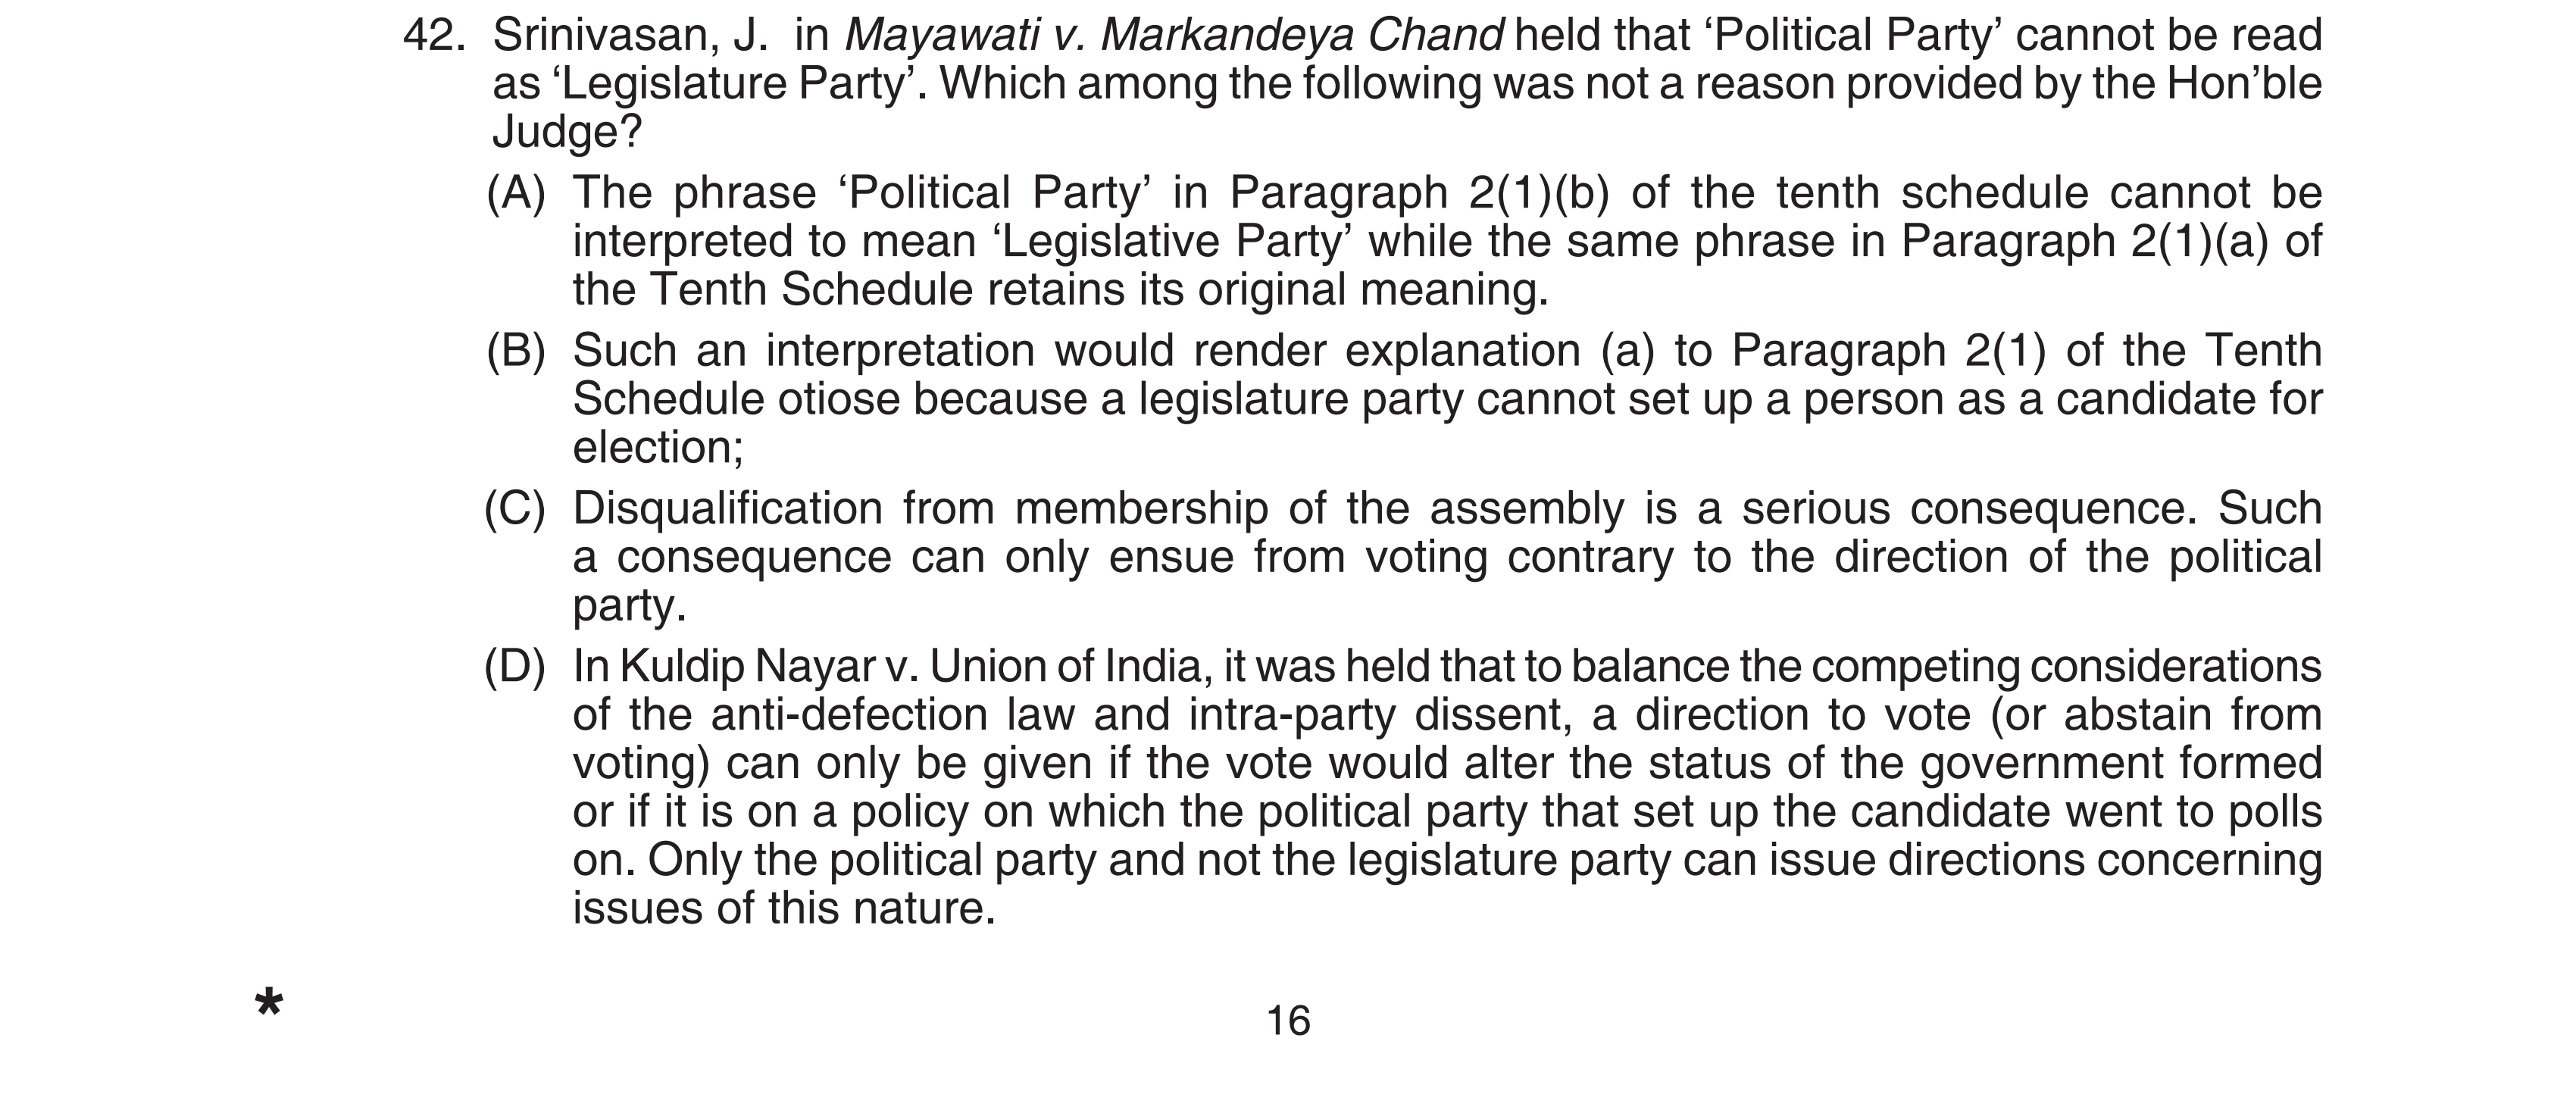 42. Srinivasan, J. in Mayawati v. Markandeya Chand held that ‘Political Party’ cannot be read
as ‘Legislature Party’. Which among the following was not a reason provided by the Hon’ble
Judge?
(A) The phrase ‘Political Party’ in Paragraph 2(1)(b) of the tenth schedule cannot be
interpreted to mean ‘Legislative Party’ while the same phrase in Paragraph 2(1)(a) of
the Tenth Schedule retains its original meaning.
(B) Such an interpretation would render explanation (a) to Paragraph 2(1) of the Tenth
Schedule otiose because a legislature party cannot set up a person as a candidate for
election;
(C) Disqualification from membership of the assembly is a serious consequence. Such
a consequence can only ensue from voting contrary to the direction of the political
party.
(D) In Kuldip Nayar v. Union of India, it was held that to balance the competing considerations
of the anti-defection law and intra-party dissent, a direction to vote (or abstain from
voting) can only be given if the vote would alter the status of the government formed
or if it is on a policy on which the political party that set up the candidate went to polls
on. Only the political party and not the legislature party can issue directions concerning
issues of this nature.
*
16